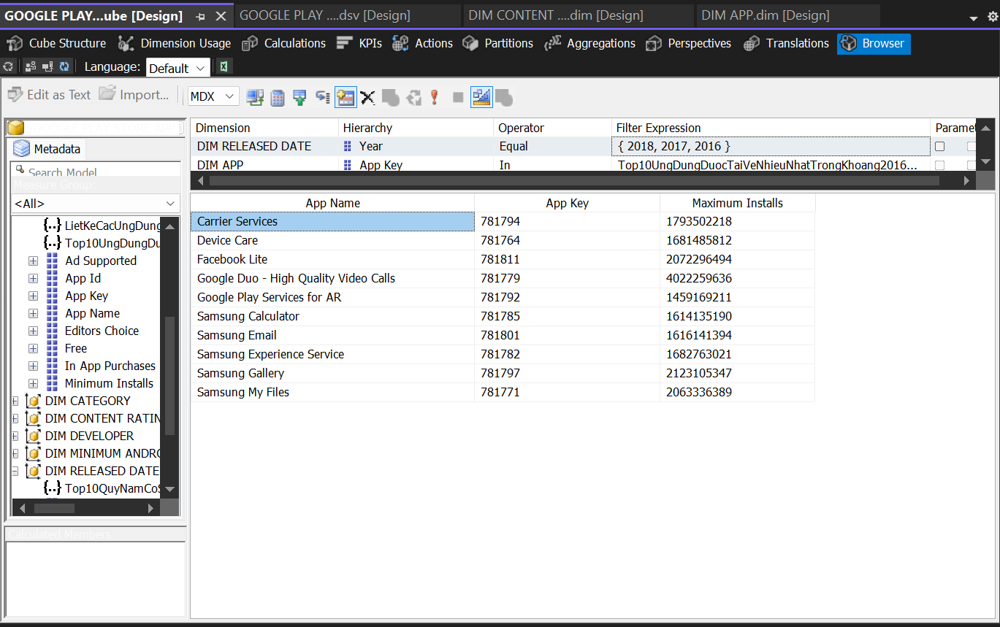 GOOGLE PLAY...ube [Design] GOOGLE PLAY ....dsv [Design] DIM CONTENT ....dim [Design] DIM APP.dim [Design]
Cube Structure Dimension Usage Calculations KPIs Actions Partitions Aggregations Perspectives Translations Browser
Language: Default
Edit as Text Import... MDX
GOOGLE PLAY STORE APP
Metadata
Search Model
Measure Group:
<All>
LietKeCacUngDung
Top10UngDungDu
Ad Supported
App Id
App Key
App Name
Editors Choice
Free
In App Purchases
Minimum Installs
DIM CATEGORY
DIM CONTENT RATIN
DIM DEVELOPER
DIM MINIMUM ANDRO
DIM RELEASED DATE
Top10QuyNamCoS
Calculated Members
Dimension Hierarchy Operator Filter Expression Paramet
DIM RELEASED DATE Year Equal { 2018, 2017, 2016 }
DIM APP App Key In Top10UngDungDuocTaiVeNhieuNhatTrongKhoang2016...
App Name App Key Maximum Installs
Carrier Services 781794 1793502218
Device Care 781764 1681485812
Facebook Lite 781811 2072296494
Google Duo - High Quality Video Calls 781779 4022259636
Google Play Services for AR 781792 1459169211
Samsung Calculator 781785 1614135190
Samsung Email 781801 1616141394
Samsung Experience Service 781782 1682763021
Samsung Gallery 781797 2123105347
Samsung My Files 781771 2063336389